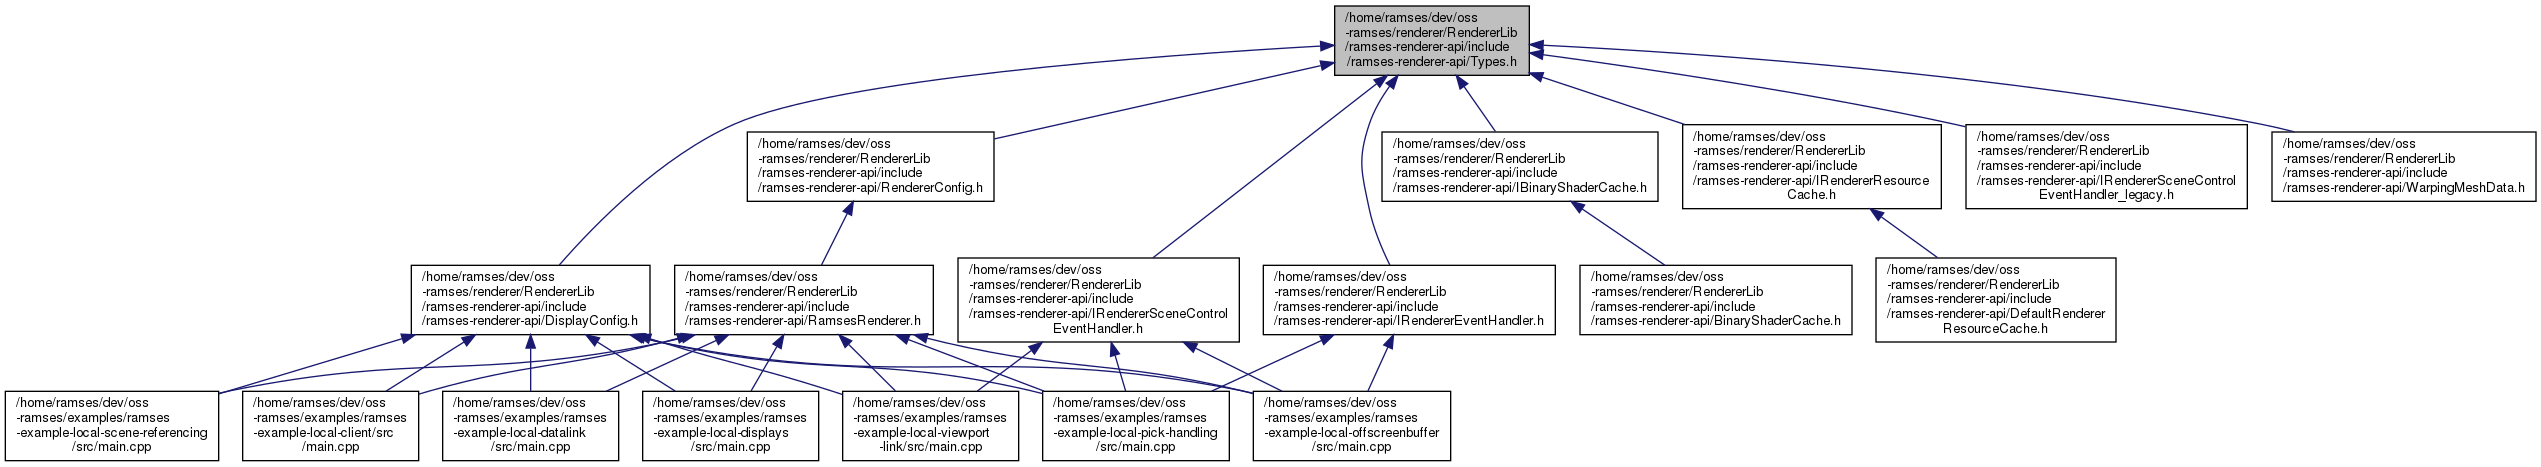 /home/ramses/dev/oss
-ramses/renderer/RendererLib
/ramses-renderer-api/include
/ramses-renderer-api/Types.h
/home/ramses/dev/oss
-ramses/renderer/RendererLib
/ramses-renderer-api/include
/ramses-renderer-api/RendererConfig.h
/home/ramses/dev/oss
-ramses/renderer/RendererLib
/ramses-renderer-api/include
/ramses-renderer-api/IBinaryShaderCache.h
/home/ramses/dev/oss
-ramses/renderer/RendererLib
/ramses-renderer-api/include
/ramses-renderer-api/IRendererResource
Cache.h
/home/ramses/dev/oss
-ramses/renderer/RendererLib
/ramses-renderer-api/include
/ramses-renderer-api/IRendererSceneControl
EventHandler_legacy.h
/home/ramses/dev/oss
-ramses/renderer/RendererLib
/ramses-renderer-api/include
/ramses-renderer-api/WarpingMeshData.h
/home/ramses/dev/oss
-ramses/renderer/RendererLib
/ramses-renderer-api/include
/ramses-renderer-api/DisplayConfig.h
/home/ramses/dev/oss
-ramses/renderer/RendererLib
/ramses-renderer-api/include
/ramses-renderer-api/RamsesRenderer.h
/home/ramses/dev/oss
-ramses/renderer/RendererLib
/ramses-renderer-api/include
/ramses-renderer-api/IRendererSceneControl
EventHandler.h
/home/ramses/dev/oss
-ramses/renderer/RendererLib
/ramses-renderer-api/include
/ramses-renderer-api/IRendererEventHandler.h
/home/ramses/dev/oss
-ramses/renderer/RendererLib
/ramses-renderer-api/include
/ramses-renderer-api/BinaryShaderCache.h
/home/ramses/dev/oss
-ramses/renderer/RendererLib
/ramses-renderer-api/include
/ramses-renderer-api/DefaultRenderer
ResourceCache.h
/home/ramses/dev/oss
-ramses/examples/ramses
-example-local-scene-referencing
/src/main.cpp
/home/ramses/dev/oss
-ramses/examples/ramses
-example-local-client/src
/main.cpp
/home/ramses/dev/oss
-ramses/examples/ramses
-example-local-datalink
/src/main.cpp
/home/ramses/dev/oss
-ramses/examples/ramses
-example-local-displays
/src/main.cpp
/home/ramses/dev/oss
-ramses/examples/ramses
-example-local-viewport
-link/src/main.cpp
/home/ramses/dev/oss
-ramses/examples/ramses
-example-local-pick-handling
/src/main.cpp
/home/ramses/dev/oss
-ramses/examples/ramses
-example-local-offscreenbuffer
/src/main.cpp